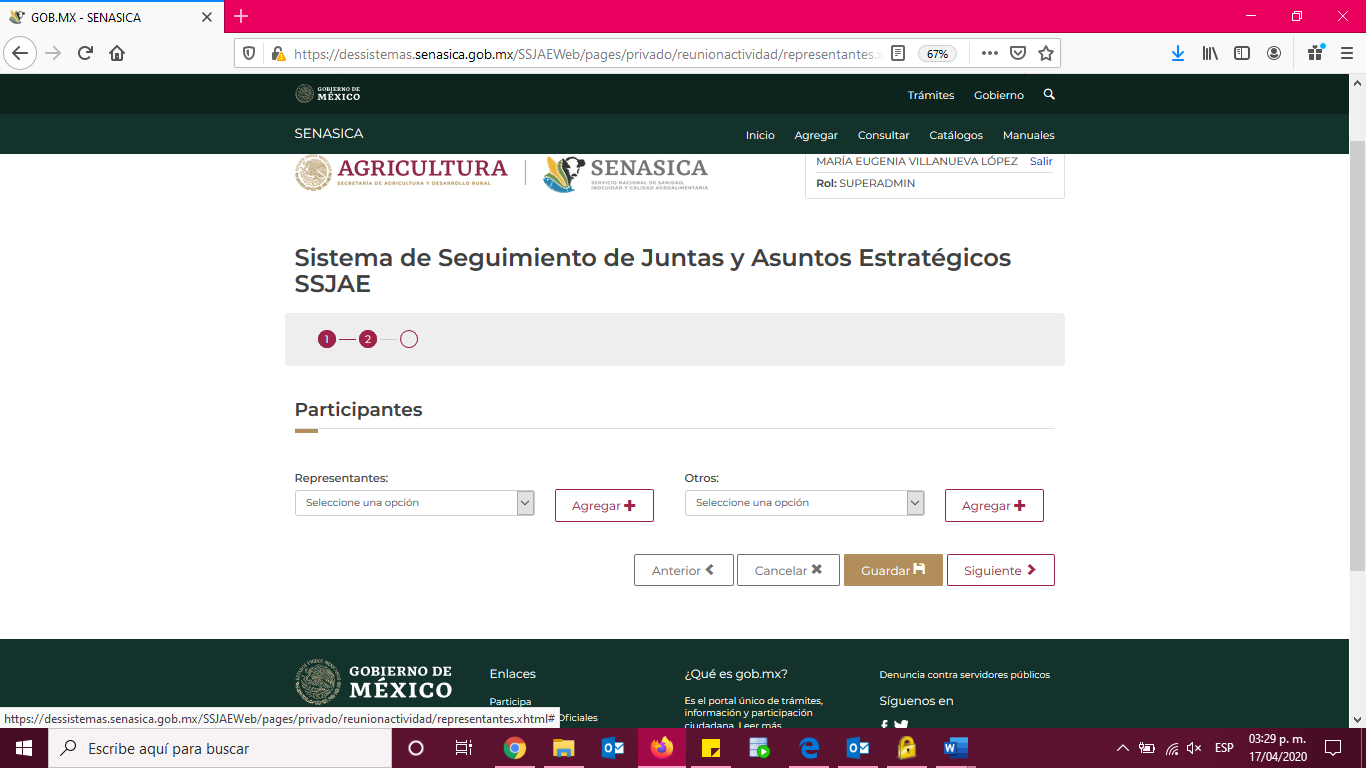 GOB.MX - SENASICA
https://dessistemas.senasica.gob.mx/SSJAEWeb/pages/privado/reunionactividad/representantes.x
67%
GOBIERNO DE MÉXICO
Trámites Gobierno
SENASICA
Inicio Agregar Consultar Catálogos Manuales
AGRICULTURA
SECRETARÍA DE AGRICULTURA Y DESARROLLO RURAL
SENASICA
SERVICIO NACIONAL DE SANIDAD,
INOCUIDAD Y CALIDAD AGROALIMENTARIA
MARÍA EUGENIA VILLANUEVA LÓPEZ Salir
Rol: SUPERADMIN
Sistema de Seguimiento de Juntas y Asuntos Estratégicos
SSJAE
1 2
Participantes
Representantes: Otros:
Seleccione una opción Agregar Seleccione una opción Agregar
Anterior Cancelar Guardar Siguiente
GOBIERNO DE
MÉXICO
Enlaces
Participa
Oficiales
¿Qué es gob.mx?
Es el portal único de trámites,
información y participación
ciudadana. Leer más
Denuncia contra servidores públicos
Síguenos en
https://dessistemas.senasica.gob.mx/SSJAEWeb/pages/privado/reunionactividad/representantes.xhtml#
Escribe aquí para buscar
ESP
03:29 p. m.
17/04/2020